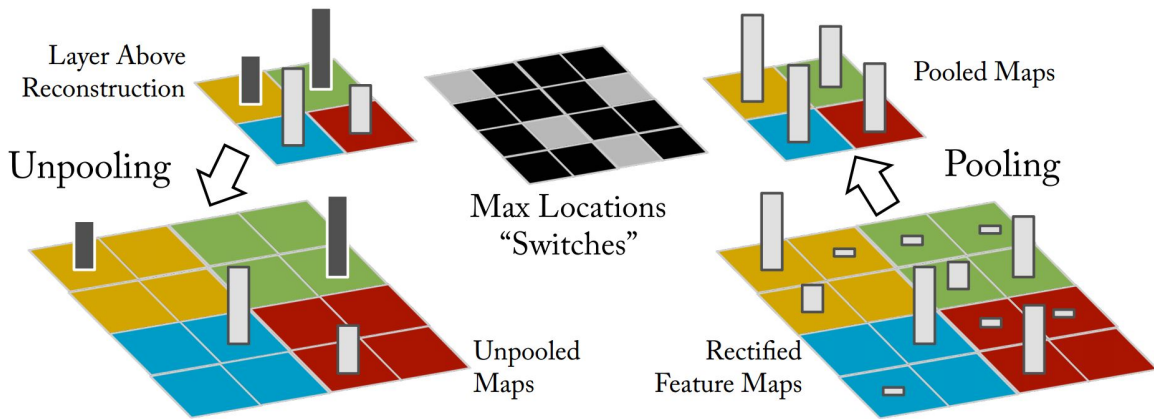 Layer Above
Reconstruction
Unpooling
Max Locations
“Switches”
Pooled Maps
Pooling
Unpooled
Maps
Rectified
Feature Maps